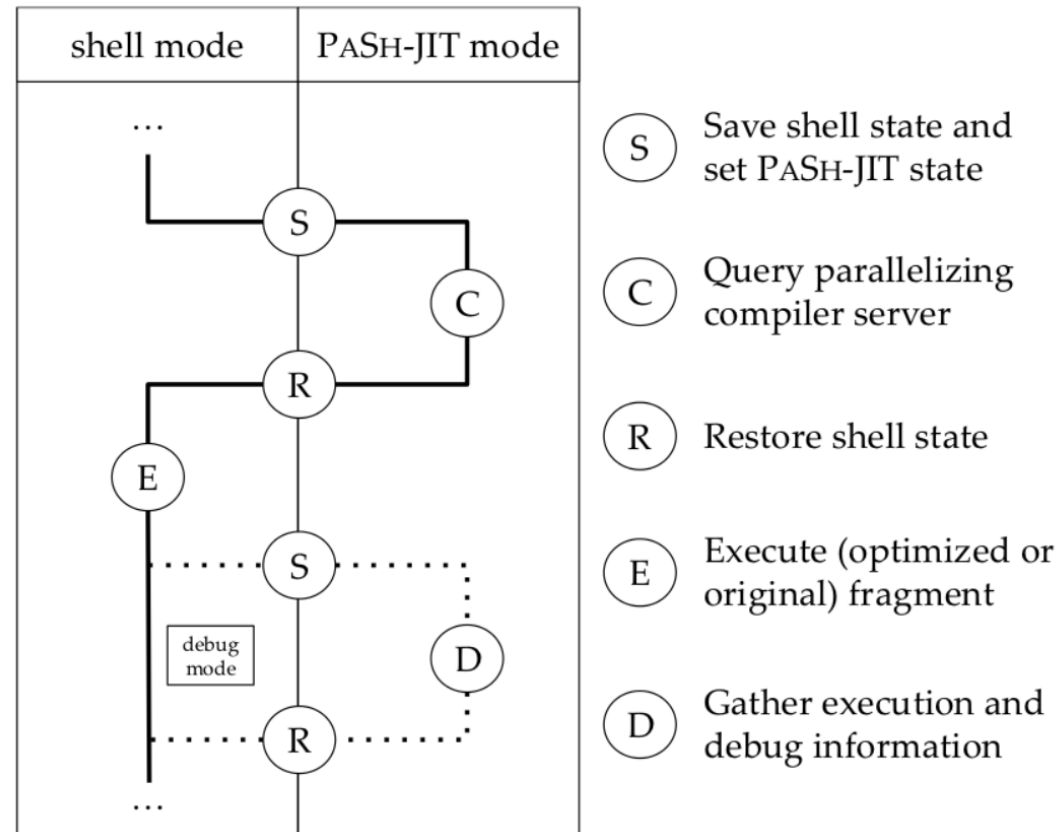 shell mode
PASH-JIT mode
...
S
C
R
E
S
debug
mode
D
R
...
S
Save shell state and
set PASH-JIT state
C
Query parallelizing
compiler server
R
Restore shell state
E
Execute (optimized or
original) fragment
D
Gather execution and
debug information